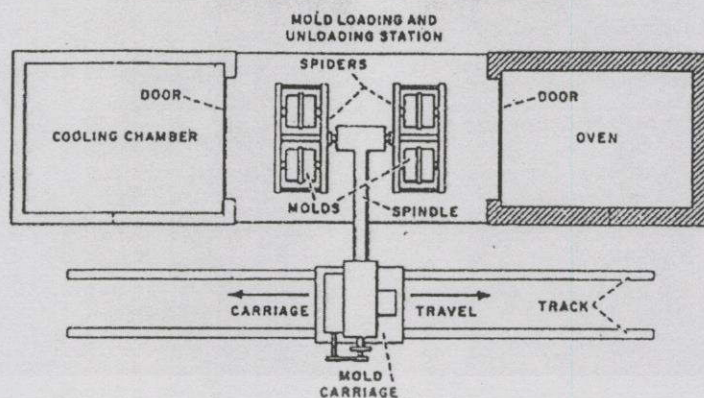 MOLD LOADING AND
UNLOADING STATION
SPIDERS
DOOR
DOOR
COOLING CHAMBER
OVEN
MOLDS
SPINDLE
CARRIAGE
TRAVEL
TRACK
MOLD
CARRIAGE